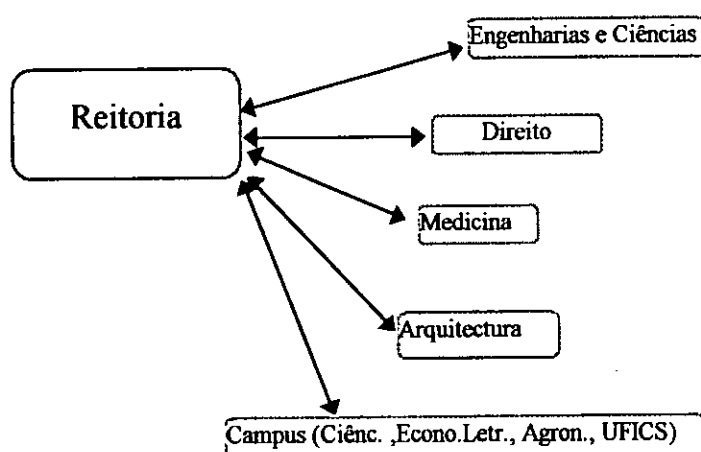 Engenharias e Ciências
Reitoria
Direito
Medicina
Arquitectura
Campus (Ciênc. ,Econo.Letr., Agron., UFICS)